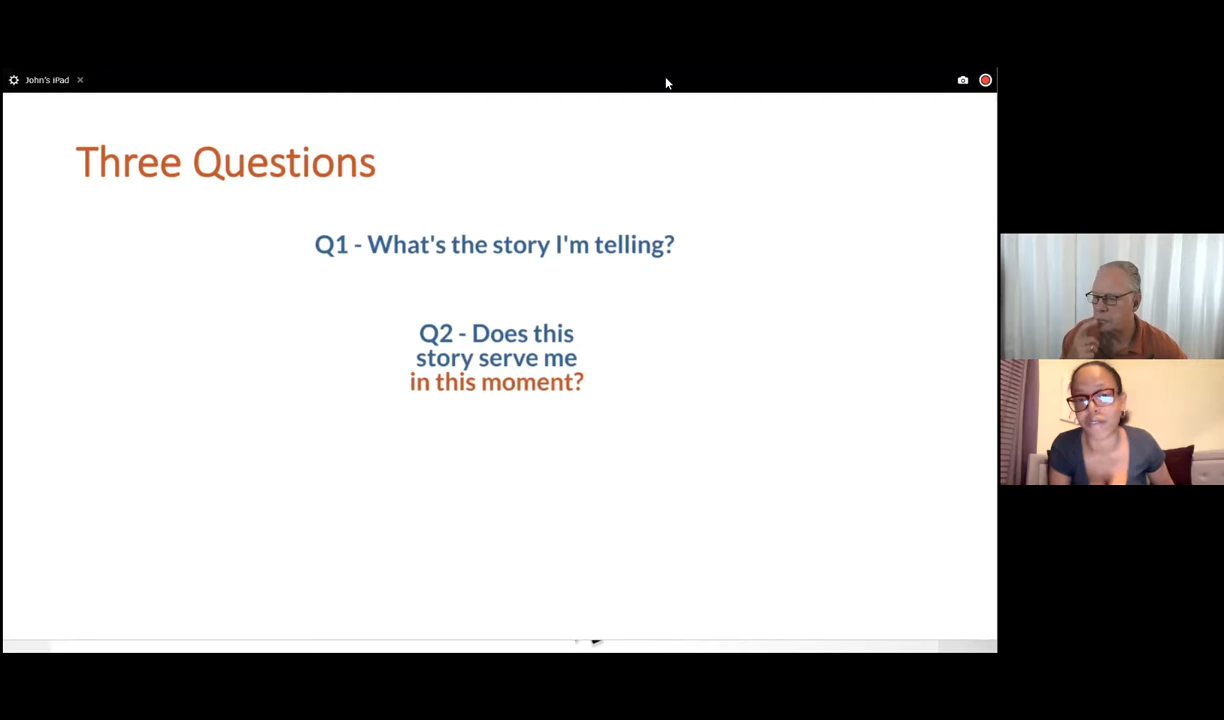 John's iPad
Three Questions
Q1 - What's the story I'm telling?
Q2 - Does this
story serve me
in this moment?